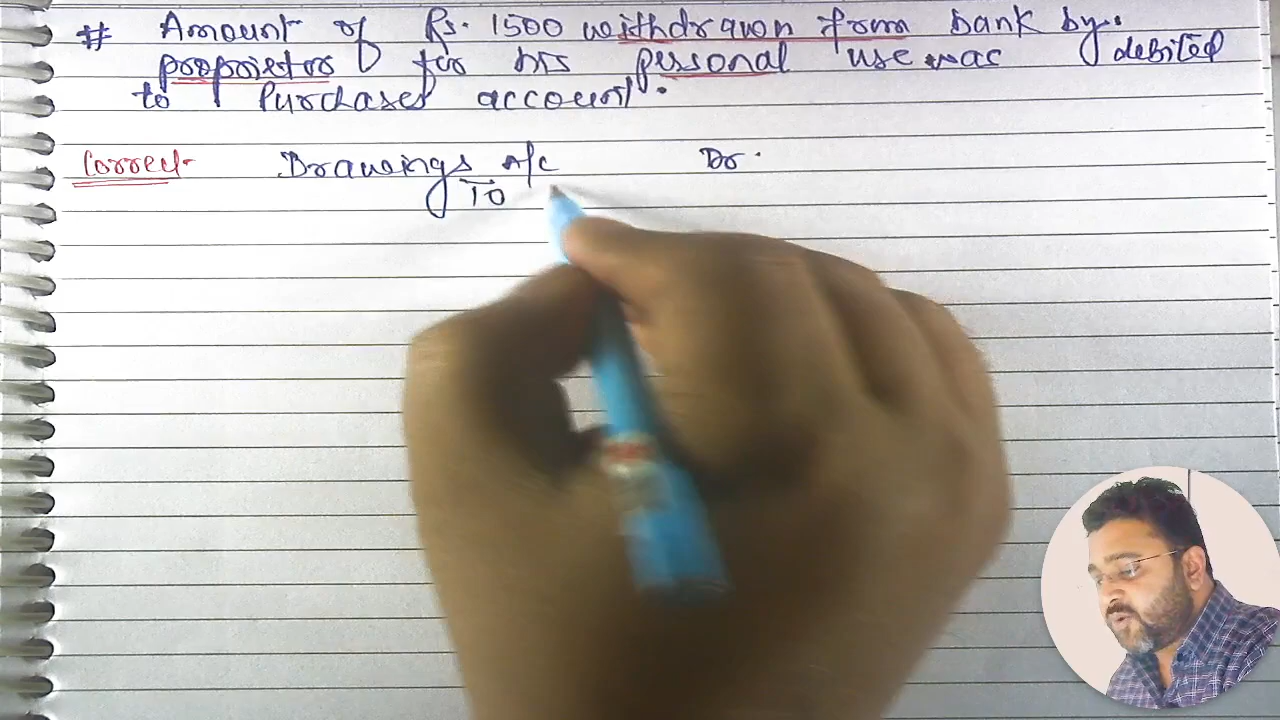 # Amount of Rs. 1500 withdrawn from bank by
proprietor for his personal use was debited
to Purchases account.
Correct Drawings A/c Dr.
To